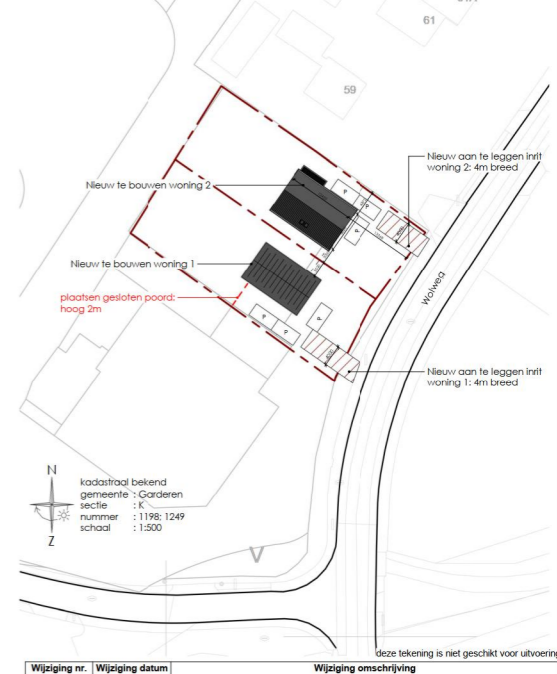 61
59
Nieuw aan te leggen inrit
woning 2: 4m breed
Nieuw te bouwen woning 2
P
P
P
Wolweg
Nieuw te bouwen woning 1
plaatsen gesloten poord:
hoog 2m
P
P
P
4000
Nieuw aan te leggen inrit
woning 1: 4m breed
N
Z
kadastraal bekend
gemeente : Garderen
sectie : K
nummer : 1198; 1249
schaal : 1:500
V
deze tekening is niet geschikt voor uitvoering
Wijziging nr. Wijziging datum Wijziging omschrijving